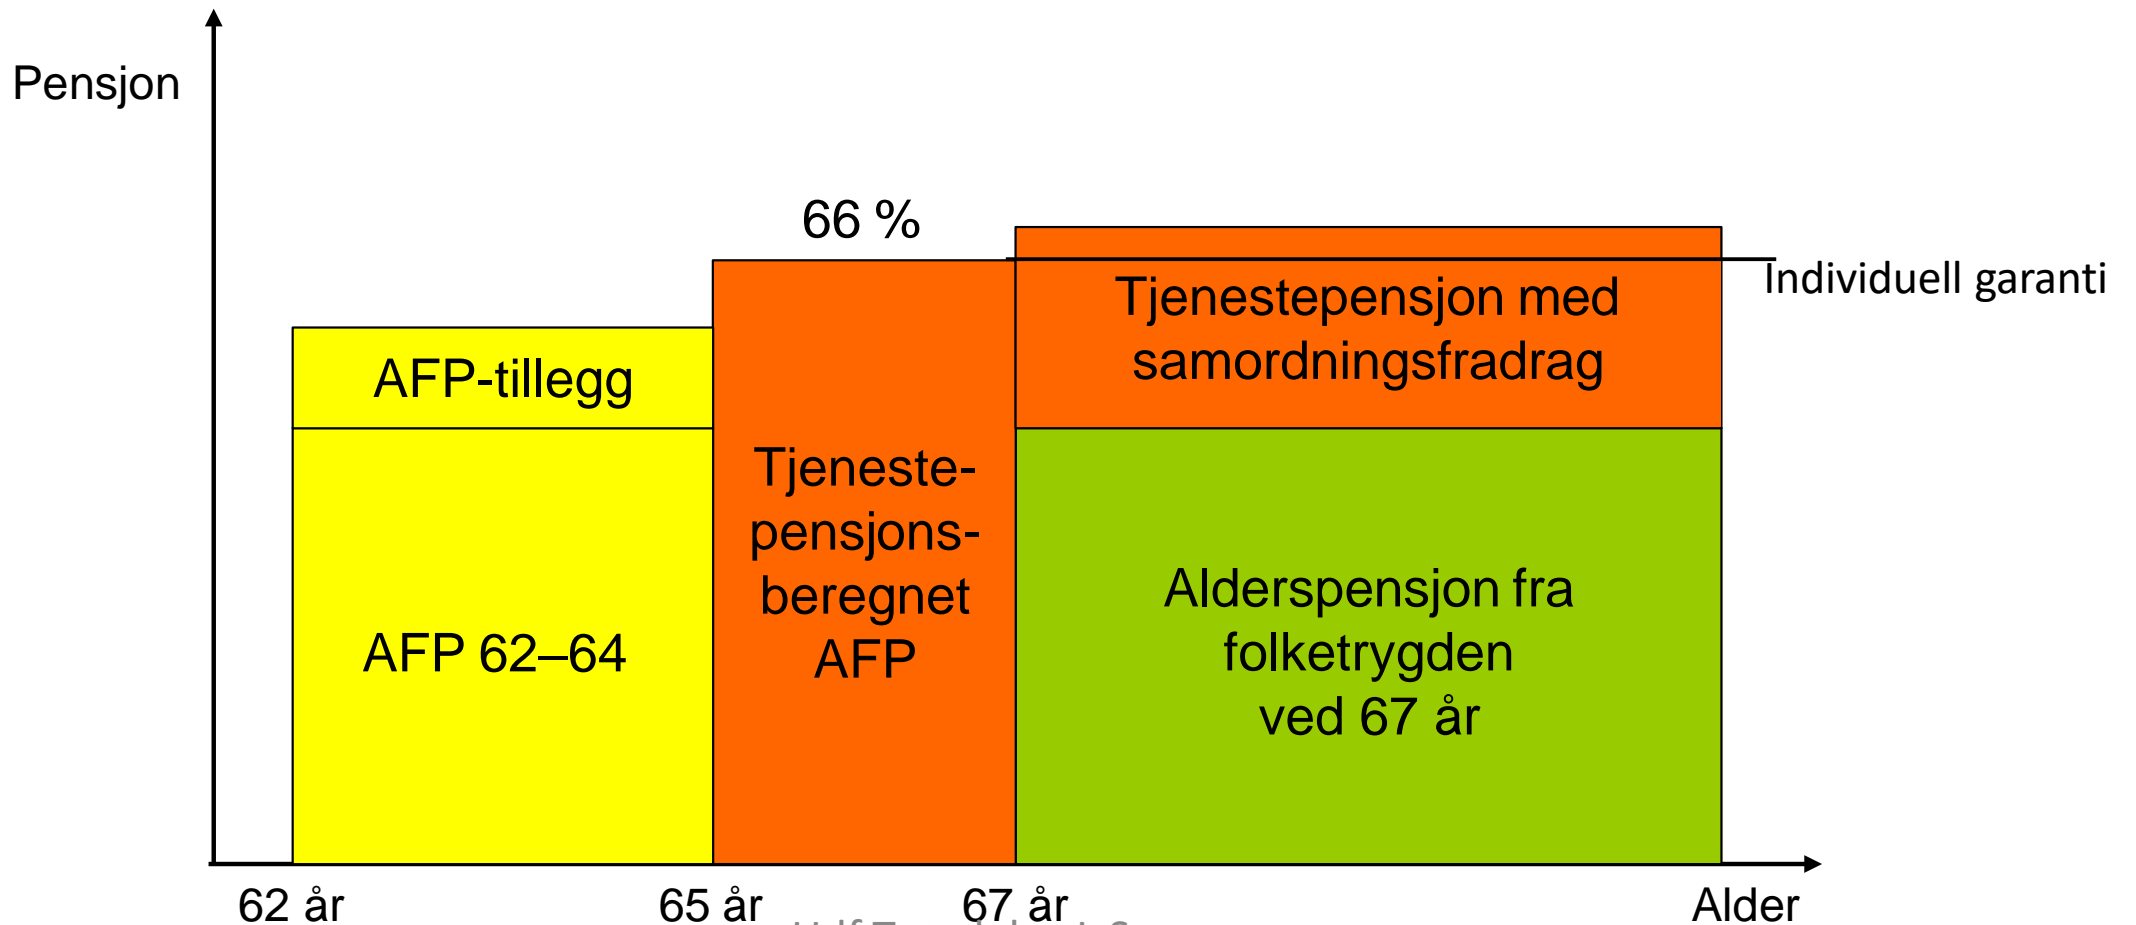 Pensjon
66 %
Individuell garanti
Tjenestepensjon med
samordningsfradrag
AFP-tillegg
Tjeneste-
pensjons-
beregnet
AFP
AFP 62–64
Alderspensjon fra
folketrygden
ved 67 år
62 år
65 år
67 år
Alder